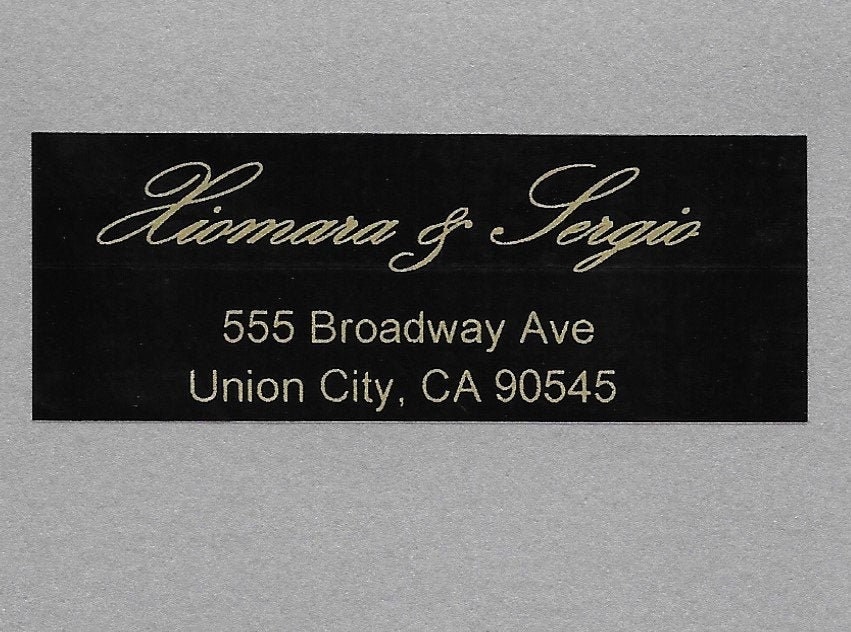 Xiomara & Sergio
555 Broadway Ave
Union City, CA 90545